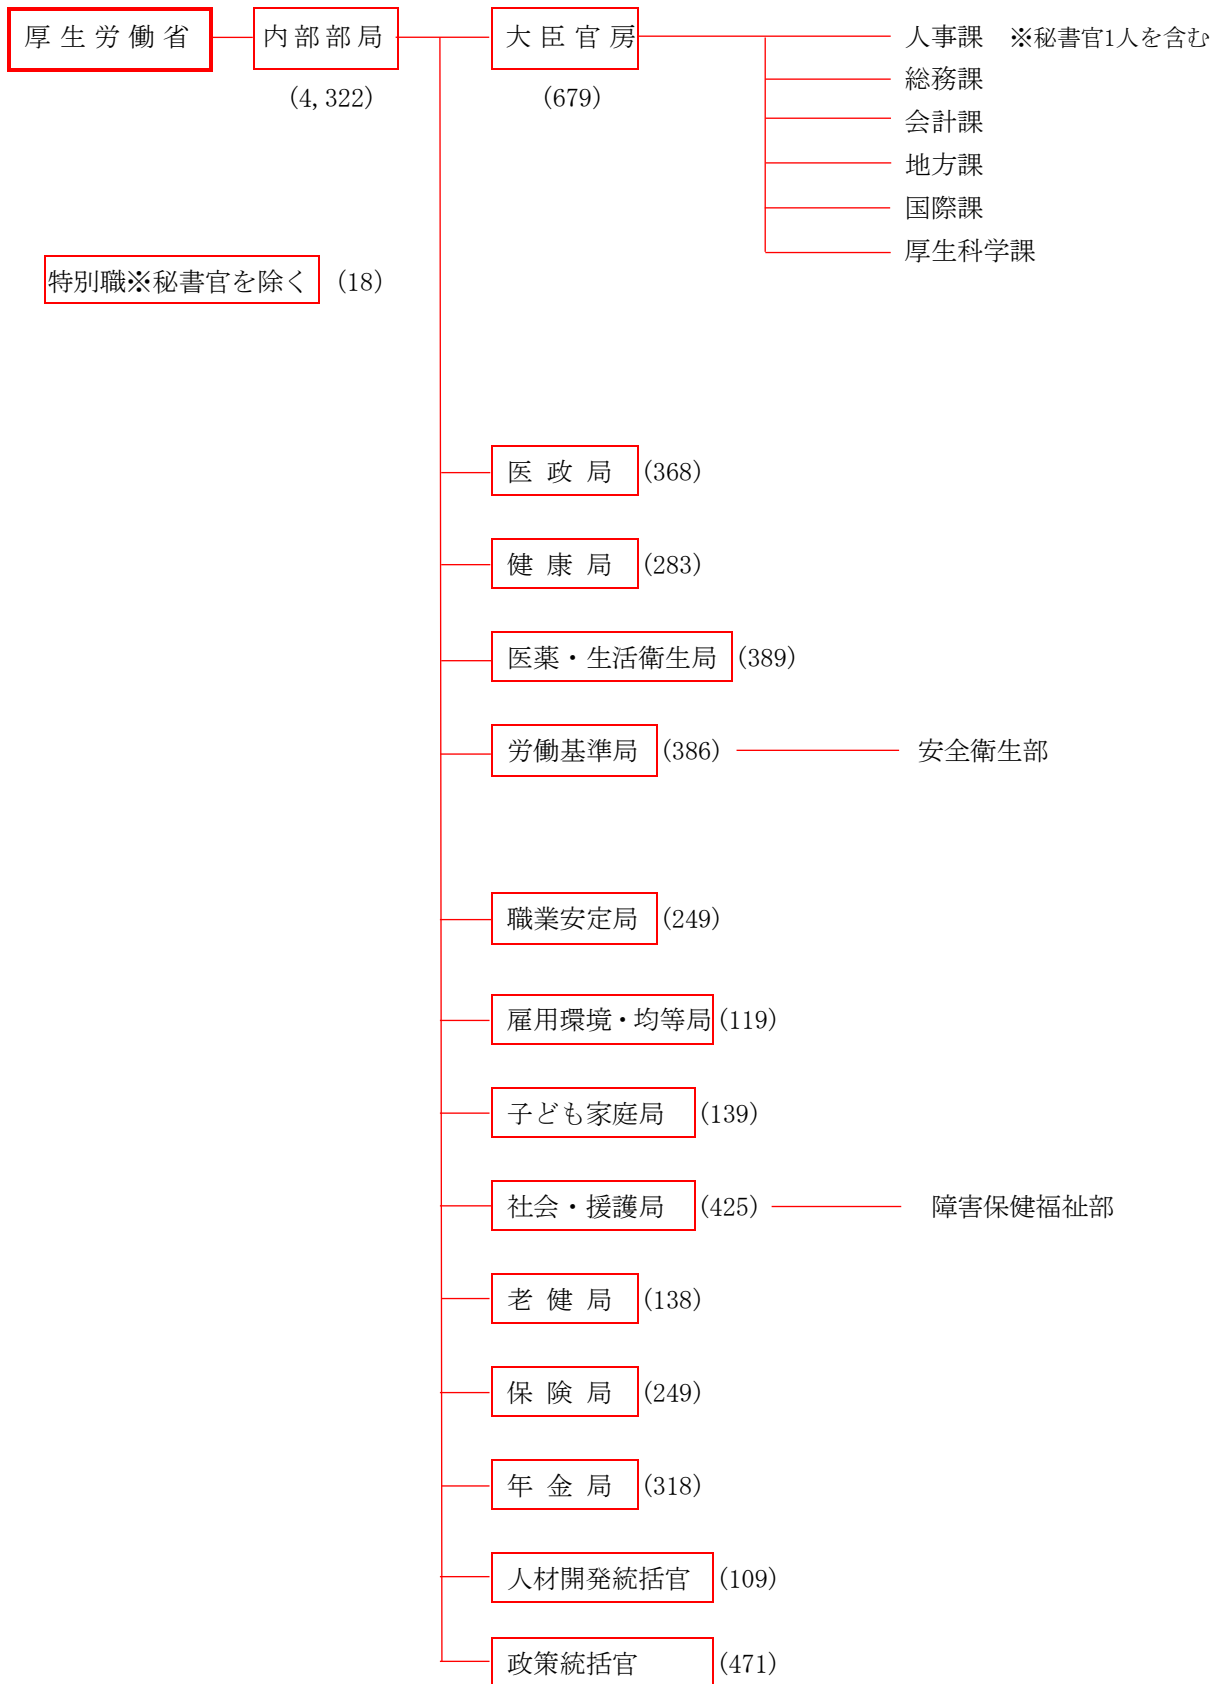 厚生労働省 内部部局 大臣官房 人事課 ※秘書官1人を含む
総務課
(4,322) (679)
会計課
地方課
国際課
厚生科学課
特別職※秘書官を除く (18)
医政局 (368)
健康局 (283)
医薬・生活衛生局 (389)
労働基準局 (386) 安全衛生部
職業安定局 (249)
雇用環境・均等局 (119)
子ども家庭局 (139)
社会・援護局 (425) 障害保健福祉部
老健局 (138)
保険局 (249)
年金局 (318)
人材開発統括官 (109)
政策統括官 (471)